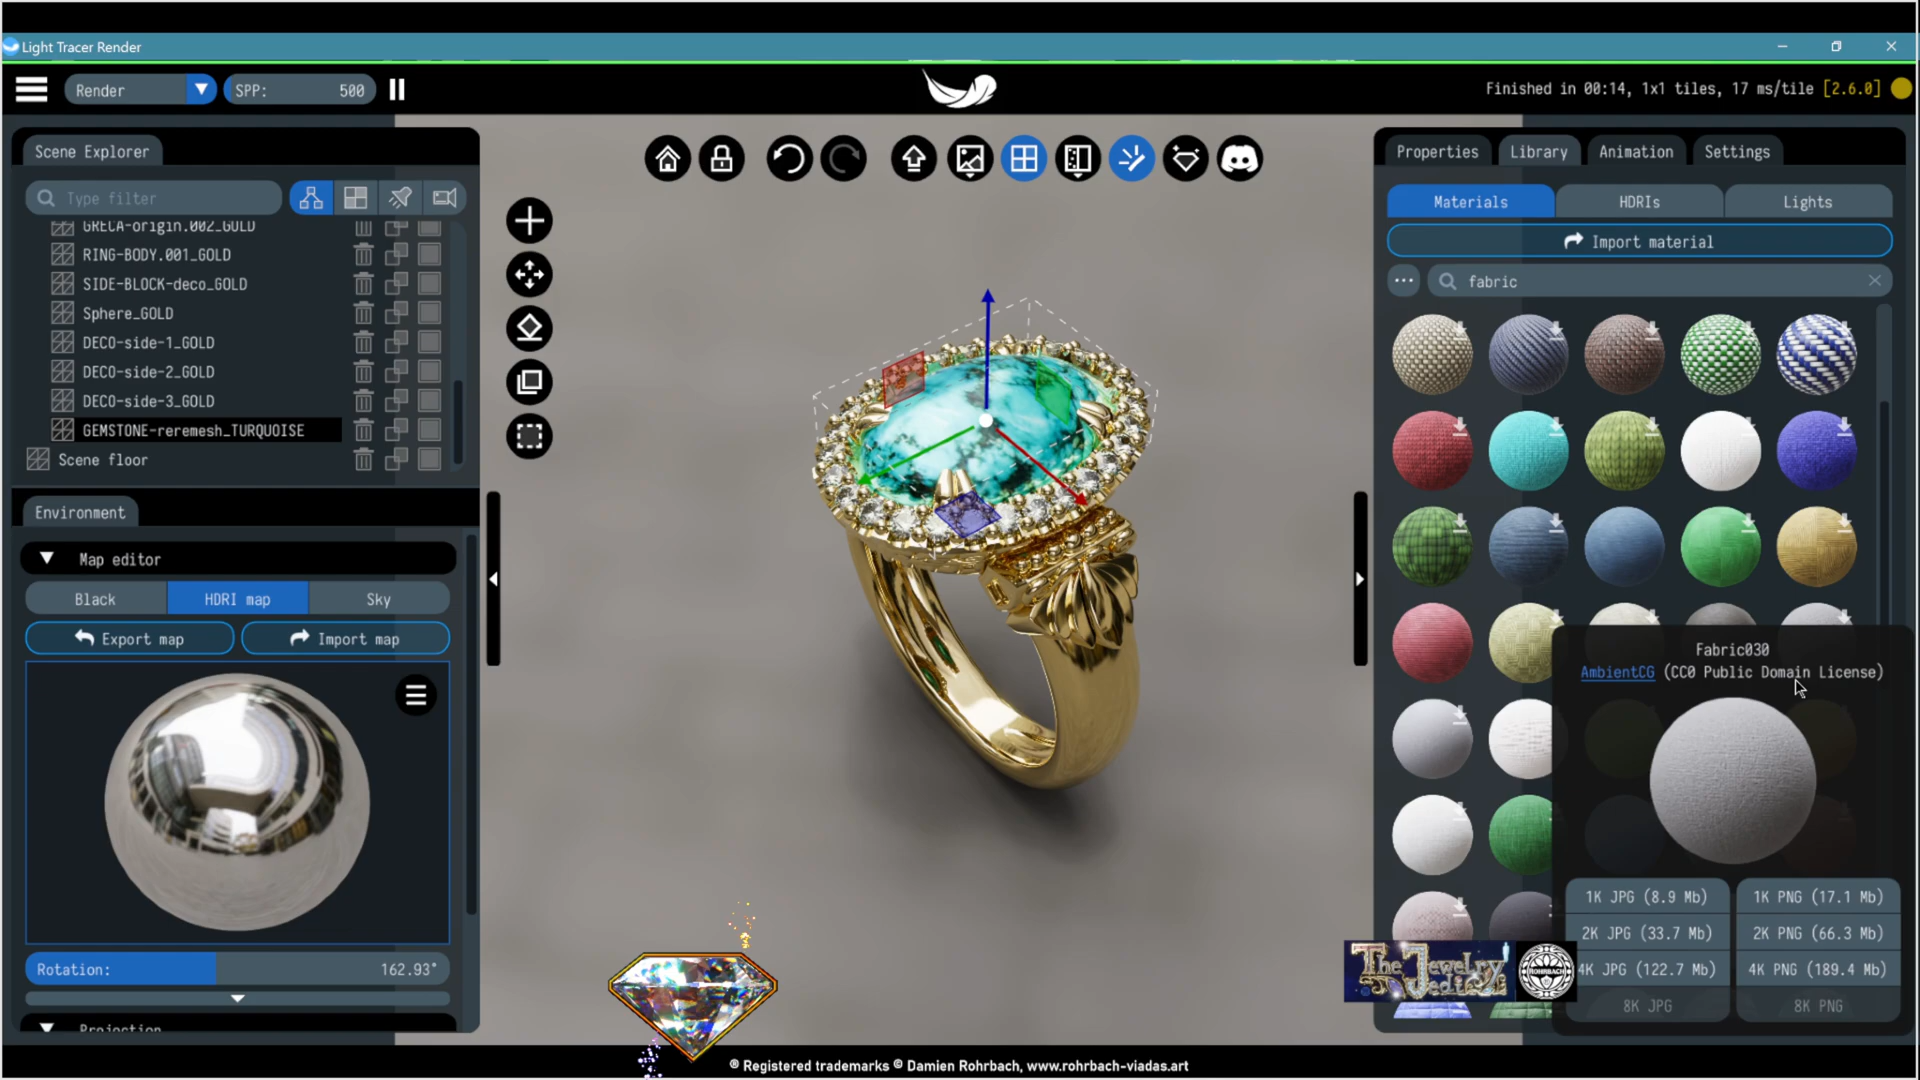 Light Tracer Render
Render
SPP: 500
Finished in 00:14, 1x1 tiles, 17 ms/tile [2.6.0]
Scene Explorer
Type filter
GRECA-origin.002_GOLD
RING-BODY.001_GOLD
SIDE-BLOCK-deco_GOLD
Sphere_GOLD
DECO-side-1_GOLD
DECO-side-2_GOLD
DECO-side-3_GOLD
GEMSTONE-reremesh_TURQUOISE
Scene floor
Environment
Map editor
Black HDRI map Sky
Export map Import map
Rotation: 162.93°
Projection
Properties Library Animation Settings
Materials HDRIs Lights
Import material
fabric
Fabric030
AmbientCG (CC0 Public Domain License)
1K JPG (8.9 Mb) 1K PNG (17.1 Mb)
2K JPG (33.7 Mb) 2K PNG (66.3 Mb)
4K JPG (122.7 Mb) 4K PNG (189.4 Mb)
8K JPG 8K PNG
The Jewelry
Jedi
ROHRBACH
® Registered trademarks © Damien Rohrbach, www.rohrbach-viadas.art